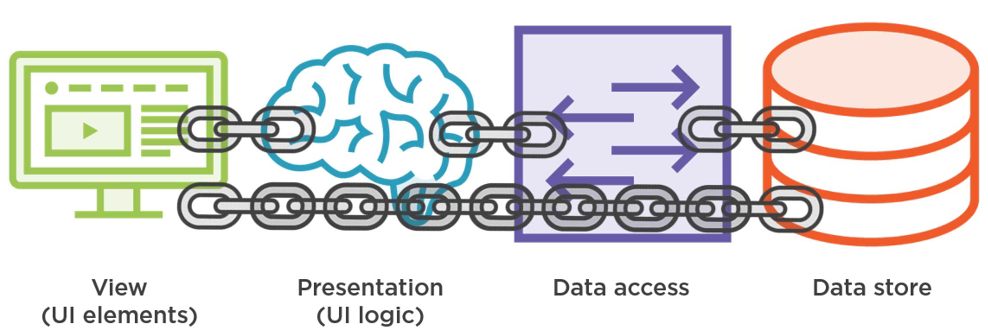 View
(UI elements)
Presentation
(UI logic)
Data access
Data store